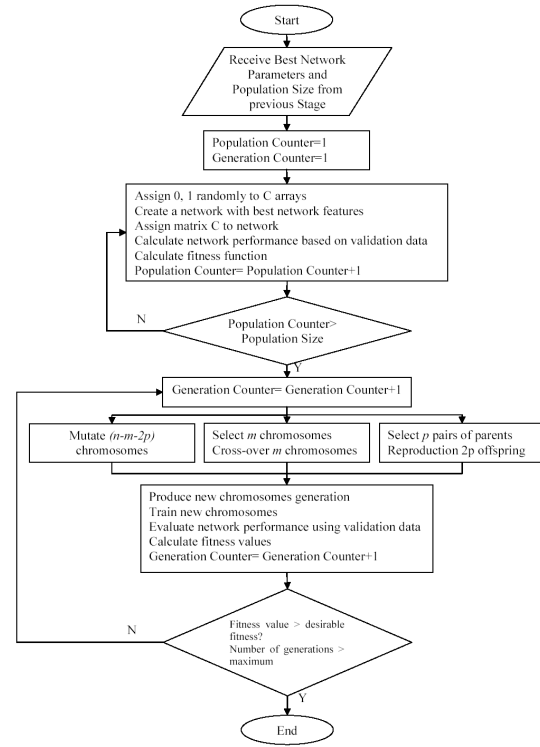 Start
Receive Best Network
Parameters and
Population Size from
previous Stage
Population Counter=1
Generation Counter=1
Assign 0, 1 randomly to C arrays
Create a network with best network features
Assign matrix C to network
Calculate network performance based on validation data
Calculate fitness function
Population Counter= Population Counter+1
N
Population Counter>
Population Size
Y
Generation Counter= Generation Counter+1
Mutate (n-m-2p)
chromosomes
Select m chromosomes
Cross-over m chromosomes
Select p pairs of parents
Reproduction 2p offspring
Produce new chromosomes generation
Train new chromosomes
Evaluate network performance using validation data
Calculate fitness values
Generation Counter= Generation Counter+1
N
Fitness value > desirable
fitness?
Number of generations >
maximum
Y
End